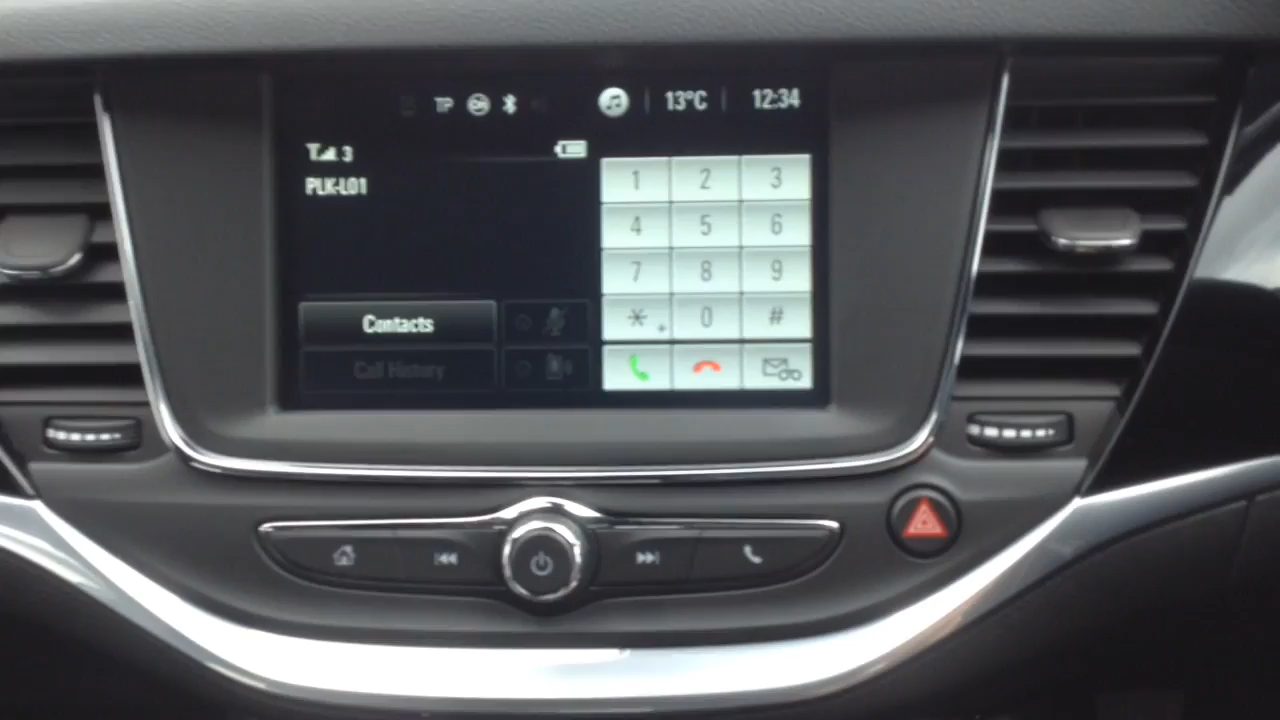 TP 13°C 12:34
3
PLK-L01
1 2 3
4 5 6
7 8 9
* + 0 #
Contacts
Call History